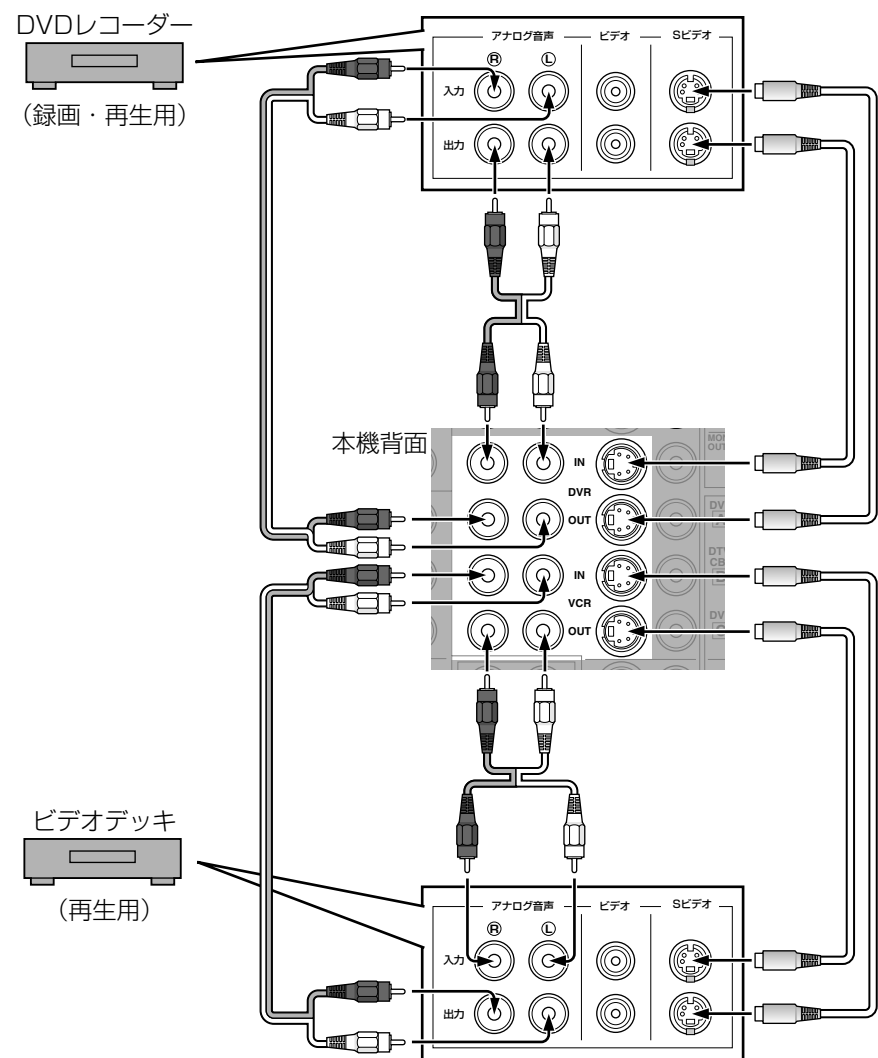 DVDレコーダー
(録画・再生用)
アナログ音声 ビデオ Sビデオ
R L
入力
出力
本機背面
IN
DVR
OUT
IN
VCR
OUT
ビデオデッキ
(再生用)
アナログ音声 ビデオ Sビデオ
R L
入力
出力